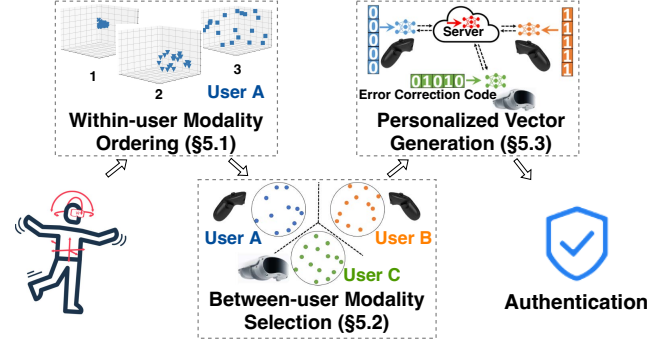 1
2
3
User A
Within-user Modality
Ordering (§5.1)
User A
User B
User C
Between-user Modality
Selection (§5.2)
0
0
0
0
0
Server
1
1
1
1
1
01010
Error Correction Code
Personalized Vector
Generation (§5.3)
Authentication